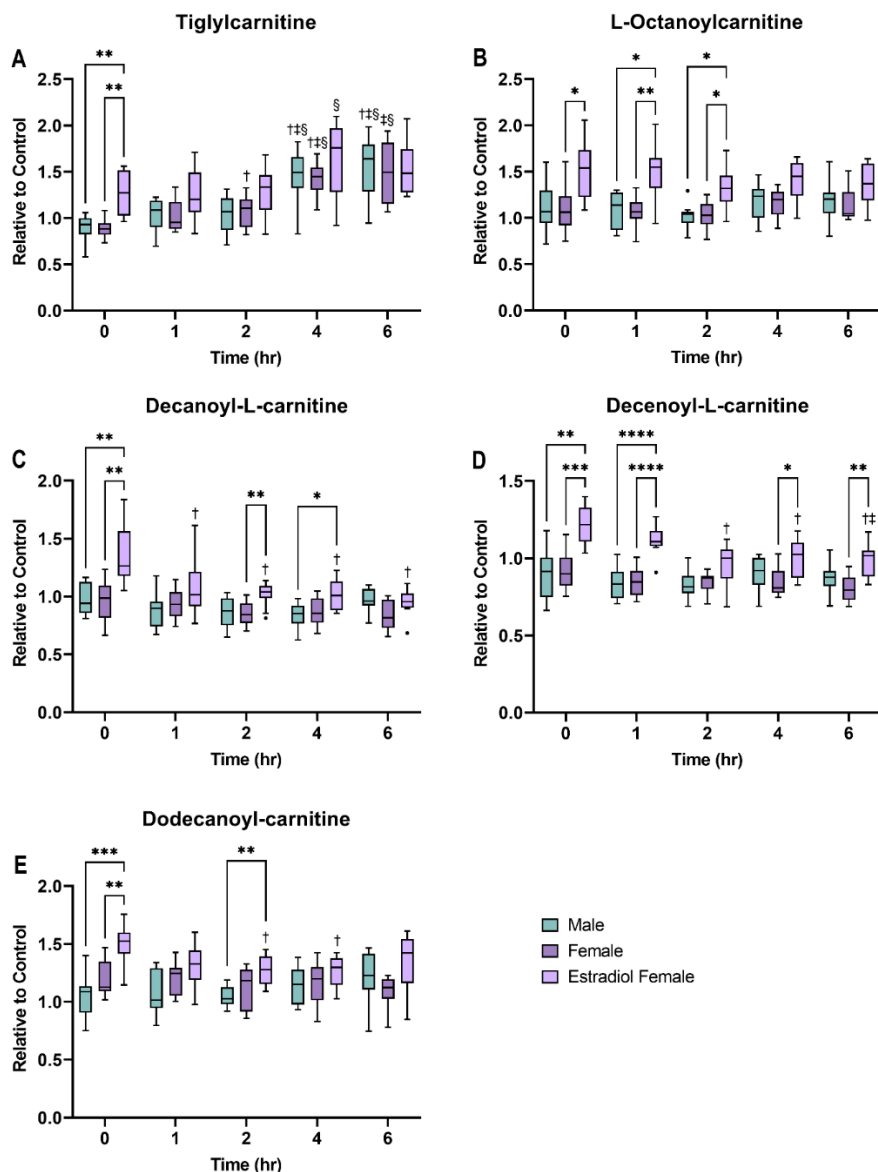 Tiglylcarnitine
A
Relative to Control
2.5
2.0
1.5
1.0
0.5
0.0
**
**
†
†‡§
†‡§
§
†‡§
‡§
0 1 2 4 6
Time (hr)
L-Octanoylcarnitine
B
Relative to Control
2.5
2.0
1.5
1.0
0.5
0.0
*
*
**
*
*
0 1 2 4 6
Time (hr)
Decanoyl-L-carnitine
C
Relative to Control
2.0
1.5
1.0
0.5
0.0
**
**
†
**
†
*
†
†
0 1 2 4 6
Time (hr)
Decenoyl-L-carnitine
D
Relative to Control
1.5
1.0
0.5
0.0
**
***
****
****
†
*
†
**
†‡
0 1 2 4 6
Time (hr)
Dodecanoyl-carnitine
E
Relative to Control
2.0
1.5
1.0
0.5
0.0
***
**
**
†
†
0 1 2 4 6
Time (hr)
Male
Female
Estradiol Female